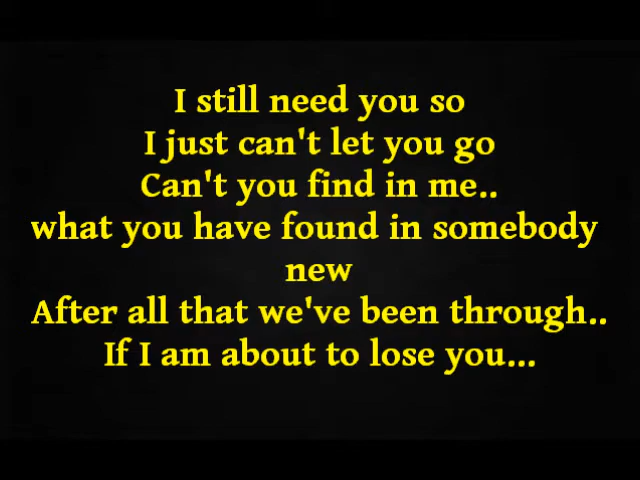 I still need you so
I just can't let you go
Can't you find in me..
what you have found in somebody
new
After all that we've been through..
If I am about to lose you...